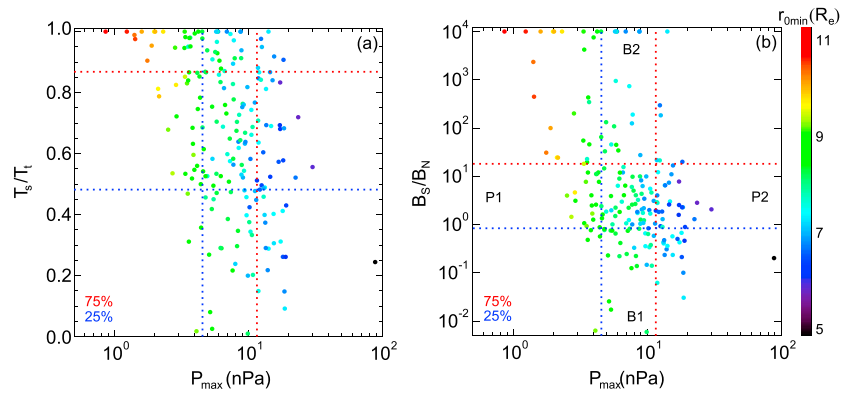 r0min(Re)
(a)
1.0
0.8
0.6
0.4
0.2
0.0
Ts/Tt
75%
25%
10^0
10^1
10^2
Pmax(nPa)
(b)
B2
P1
P2
B1
10^4
10^3
10^2
10^1
10^0
10^-1
10^-2
BS/BN
75%
25%
10^0
10^1
10^2
Pmax(nPa)
11
9
7
5